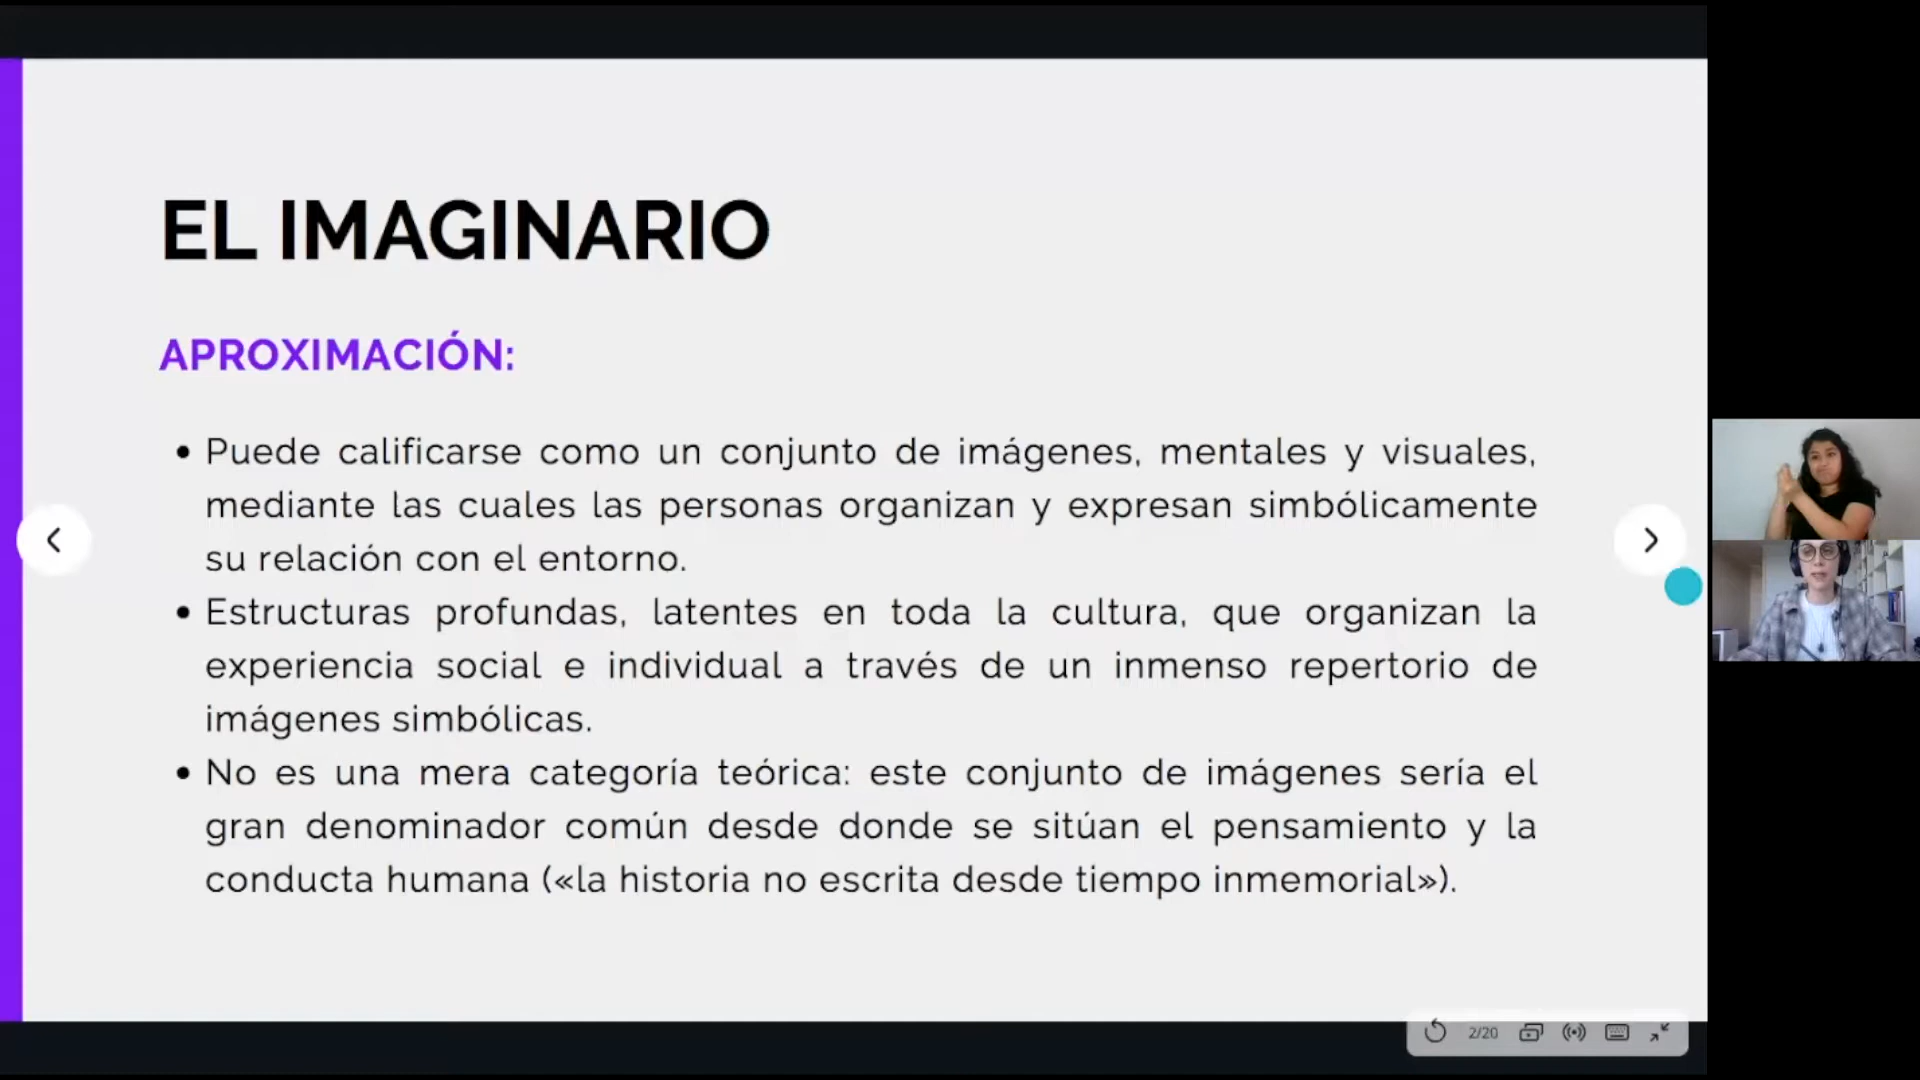 EL IMAGINARIO
APROXIMACIÓN:
• Puede calificarse como un conjunto de imágenes, mentales y visuales,
mediante las cuales las personas organizan y expresan simbólicamente
su relación con el entorno.
• Estructuras profundas, latentes en toda la cultura, que organizan la
experiencia social e individual a través de un inmenso repertorio de
imágenes simbólicas.
• No es una mera categoría teórica: este conjunto de imágenes sería el
gran denominador común desde donde se sitúan el pensamiento y la
conducta humana («la historia no escrita desde tiempo inmemorial»).
2/20